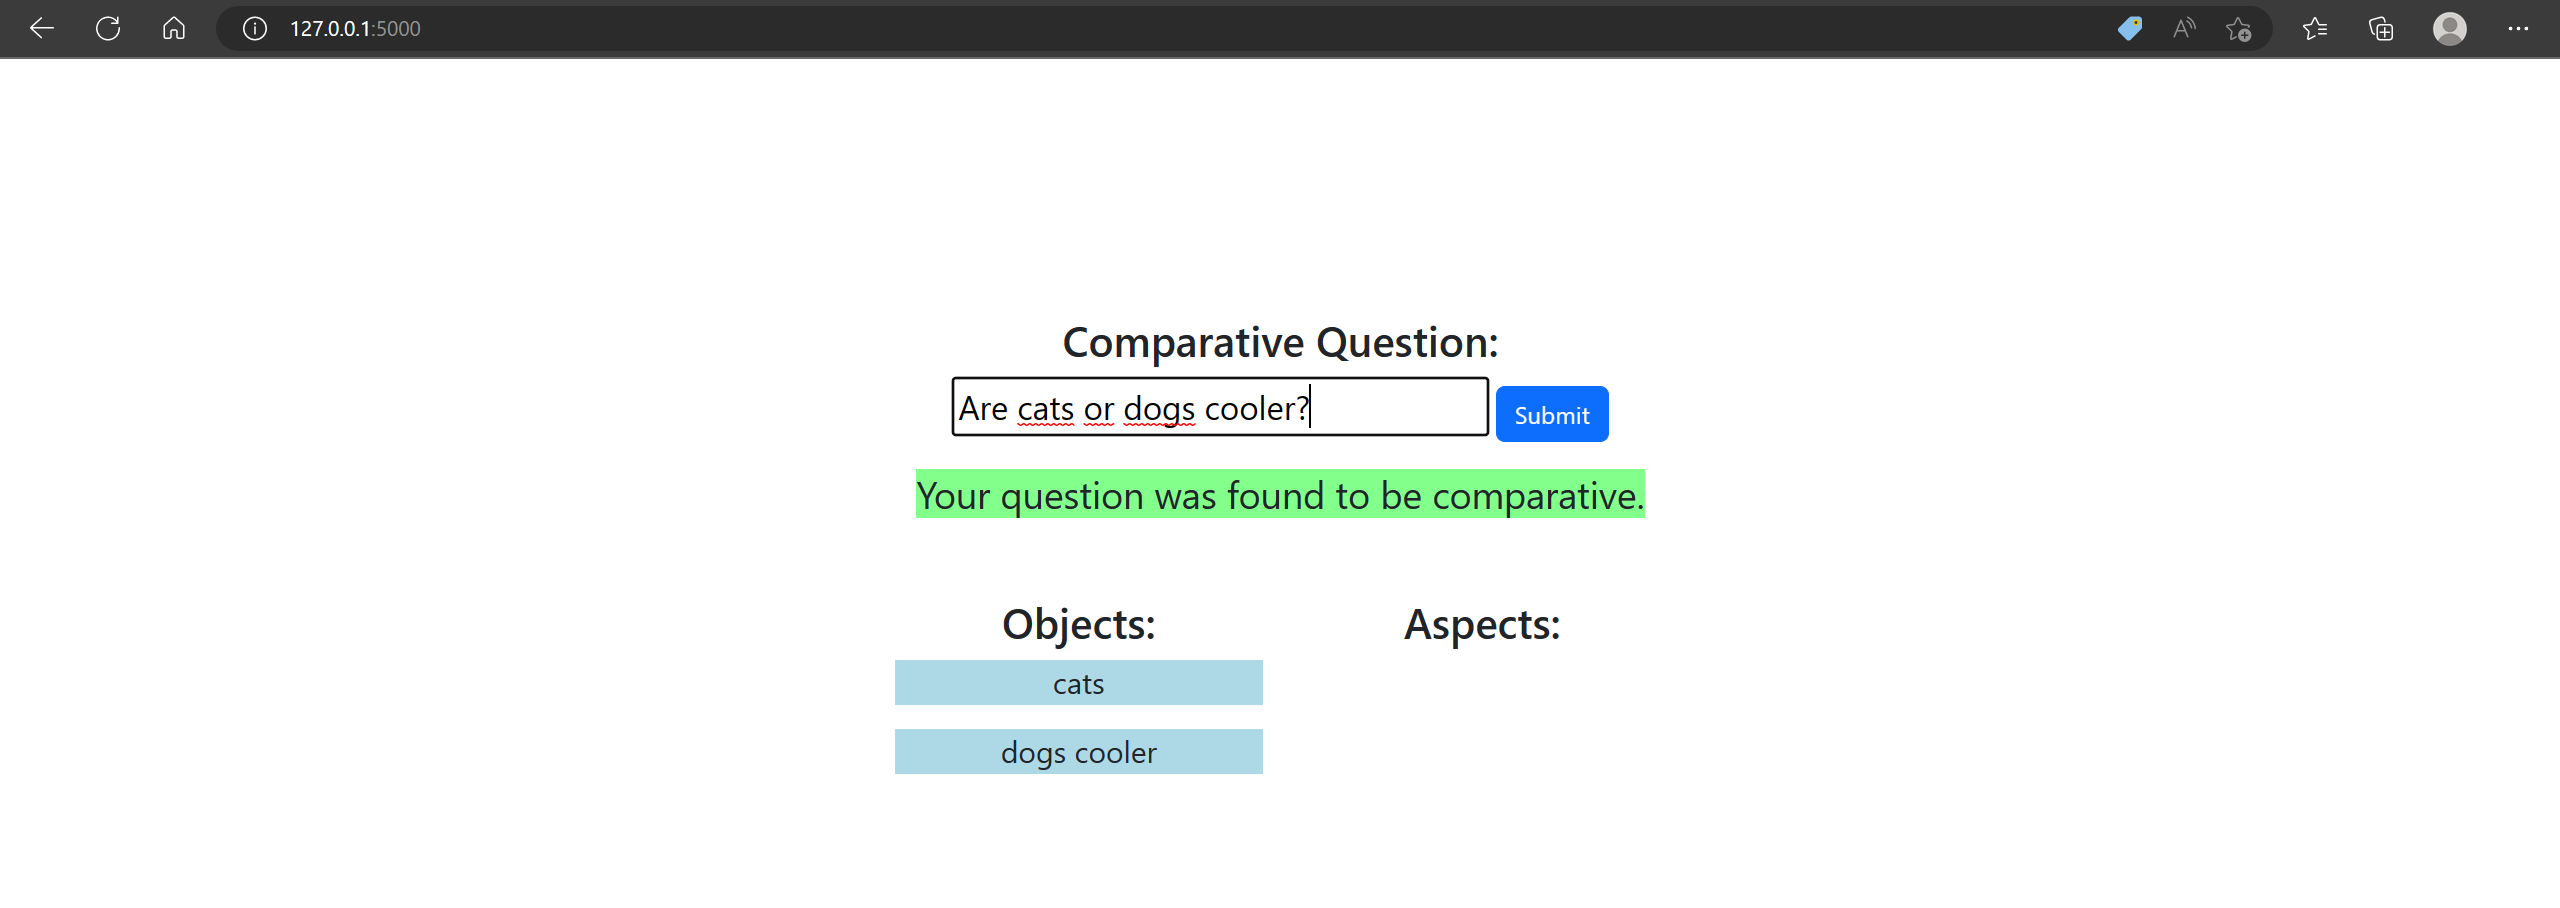 127.0.0.1:5000
Comparative Question:
Are cats or dogs cooler?
Submit
Your question was found to be comparative.
Objects:
Aspects:
cats
dogs cooler